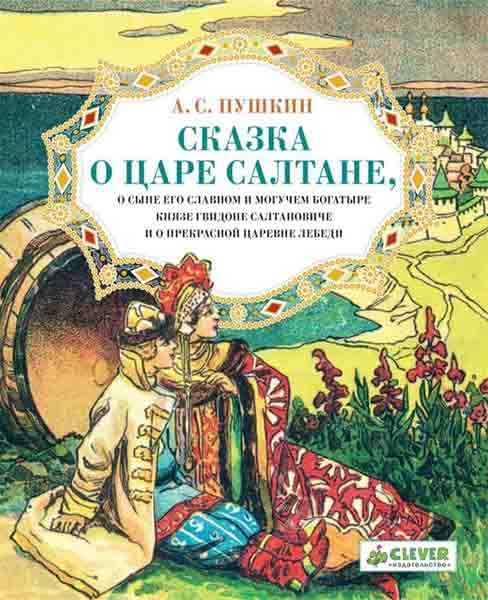 А. С. ПУШКИН
СКАЗКА
О ЦАРЕ САЛТАНЕ,
О СЫНЕ ЕГО СЛАВНОМ И МОГУЧЕМ БОГАТЫРЕ
КНЯЗЕ ГВИДОНЕ САЛТАНОВИЧЕ
И О ПРЕКРАСНОЙ ЦАРЕВНЕ ЛЕБЕДИ
CLEVER
•издательство•